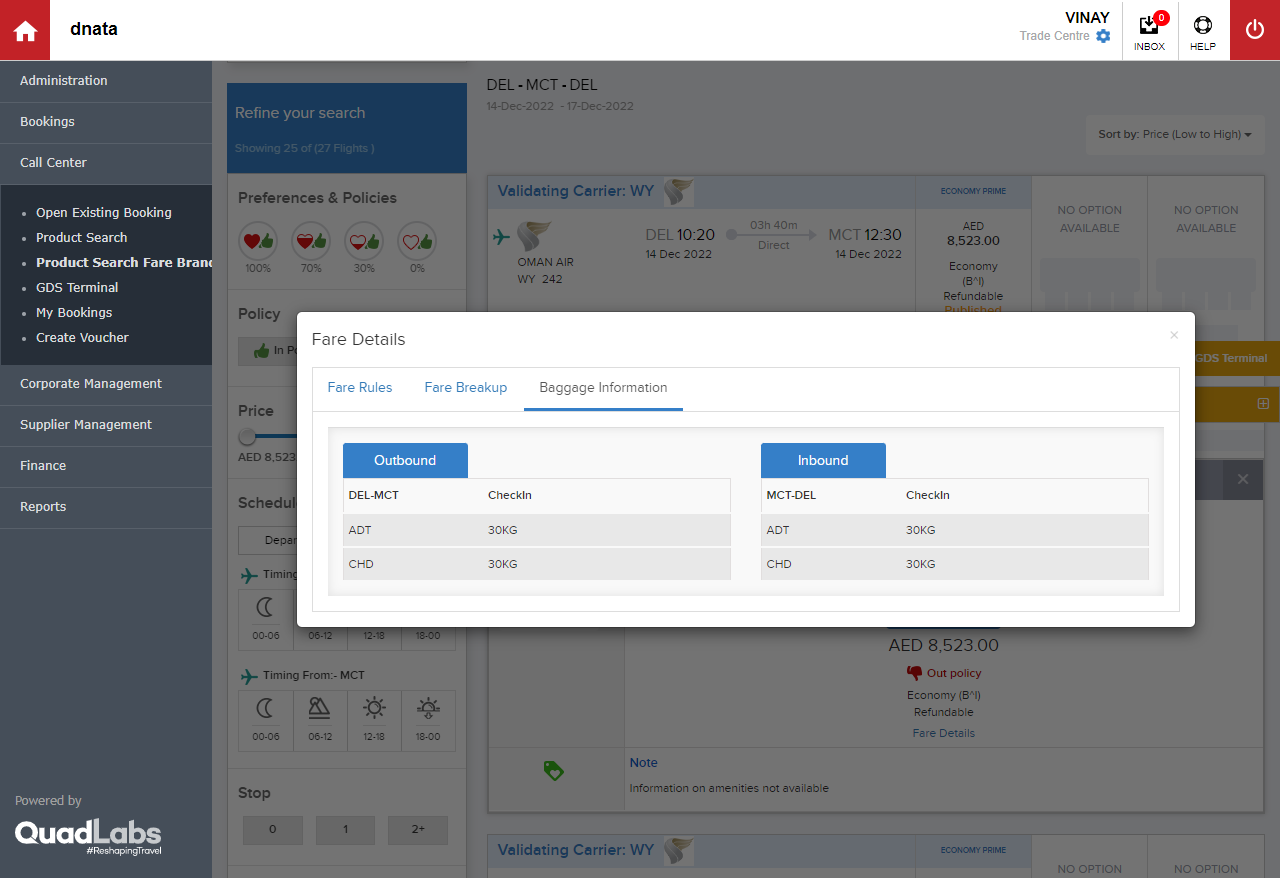 dnata
VINAY
Trade Centre
0
INBOX
HELP
Administration
Bookings
Call Center
Open Existing Booking
Product Search
Product Search Fare Brand
GDS Terminal
My Bookings
Create Voucher
Corporate Management
Supplier Management
Finance
Reports
Powered by
QuadLabs
#ReshapingTravel
Refine your search
Showing 25 of (27 Flights )
Preferences & Policies
100% 70% 30% 0%
Policy
In Po
Price
AED 8,523
Schedul
Depar
Timing
00-06 06-12 12-18 18-00
Timing From:- MCT
00-06 06-12 12-18 18-00
Stop
0 1 2+
DEL - MCT - DEL
14-Dec-2022 - 17-Dec-2022
Sort by: Price (Low to High)
Validating Carrier: WY
ECONOMY PRIME
OMAN AIR
WY 242
DEL 10:20
14 Dec 2022
03h 40m
Direct
MCT 12:30
14 Dec 2022
AED
8,523.00
Economy
(B^I)
Refundable
Published
NO OPTION
AVAILABLE
NO OPTION
AVAILABLE
GDS Terminal
Fare Details
×
Fare Rules Fare Breakup Baggage Information
Outbound
DEL-MCT CheckIn
ADT 30KG
CHD 30KG
Inbound
MCT-DEL CheckIn
ADT 30KG
CHD 30KG
AED 8,523.00
Out policy
Economy (B^I)
Refundable
Fare Details
Note
Information on amenities not available
Validating Carrier: WY
ECONOMY PRIME
NO OPTION
NO OPTION